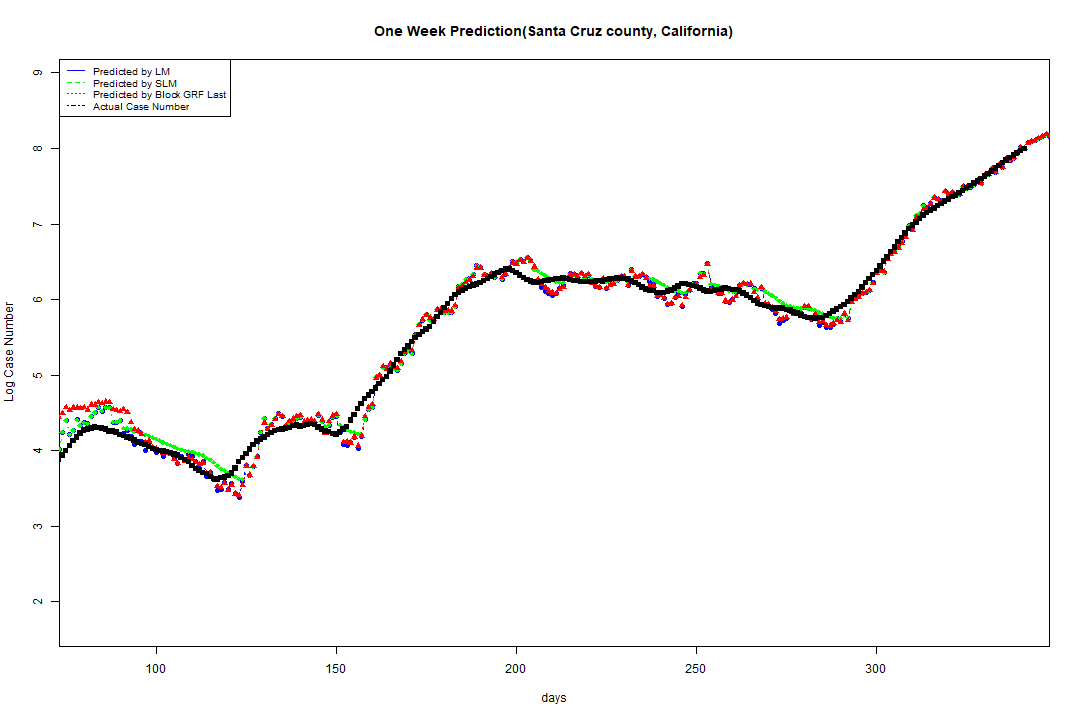 One Week Prediction(Santa Cruz county, California)
Predicted by LM
Predicted by SLM
Predicted by Block GRF Last
Actual Case Number
Log Case Number
9
8
7
6
5
4
3
2
100 150 200 250 300
days